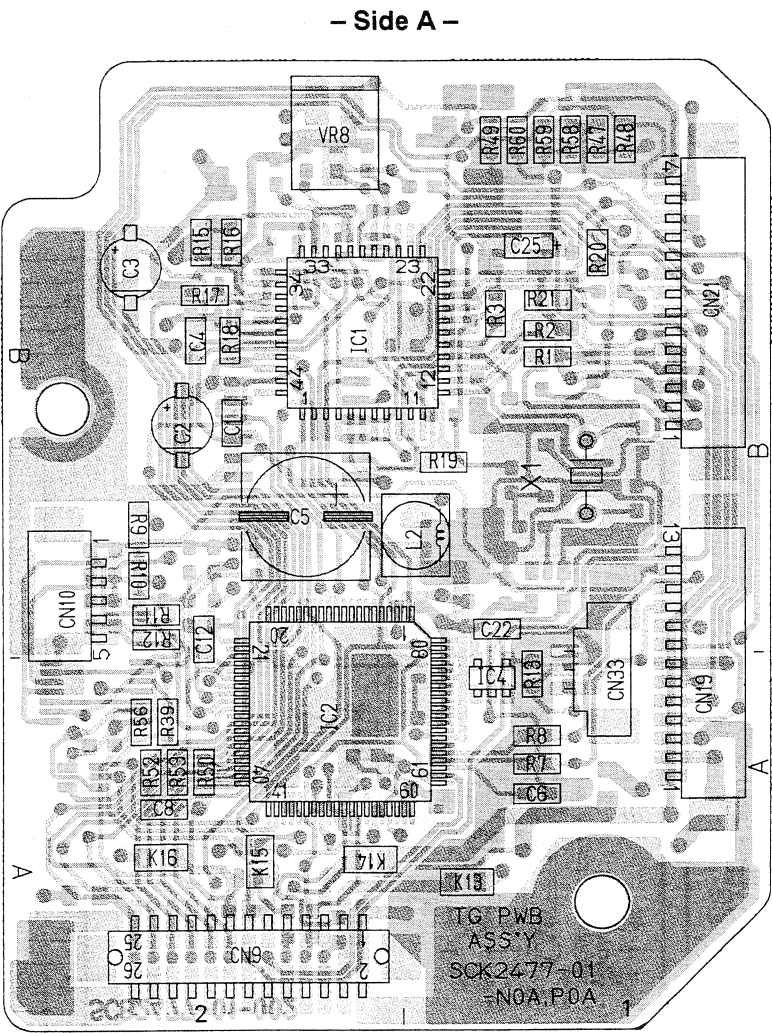 – Side A –
VR8
R49
R60
R59
R58
R47
R48
14
R15
R16
C25
+
R20
+
C3
33
23
34
22
R17
R21
R3
CN21
C4
R18
IC1
R2
R1
B
44
12
1
11
+
C2
C1
1
B
R19
X1
C5
L2
R9
13
1
R10
CN10
R11
R12
5
C12
20
1
21
80
C22
IC4
R13
CN33
CN19
R56
R39
IC2
R8
R52
R53
R50
40
61
R7
A
1
41
60
C6
C8
K16
K15
K14
K13
A
TG PWB
ASS'Y
25
1
26
CN9
2
SCK2477-01
-N0A,P0A
2
1